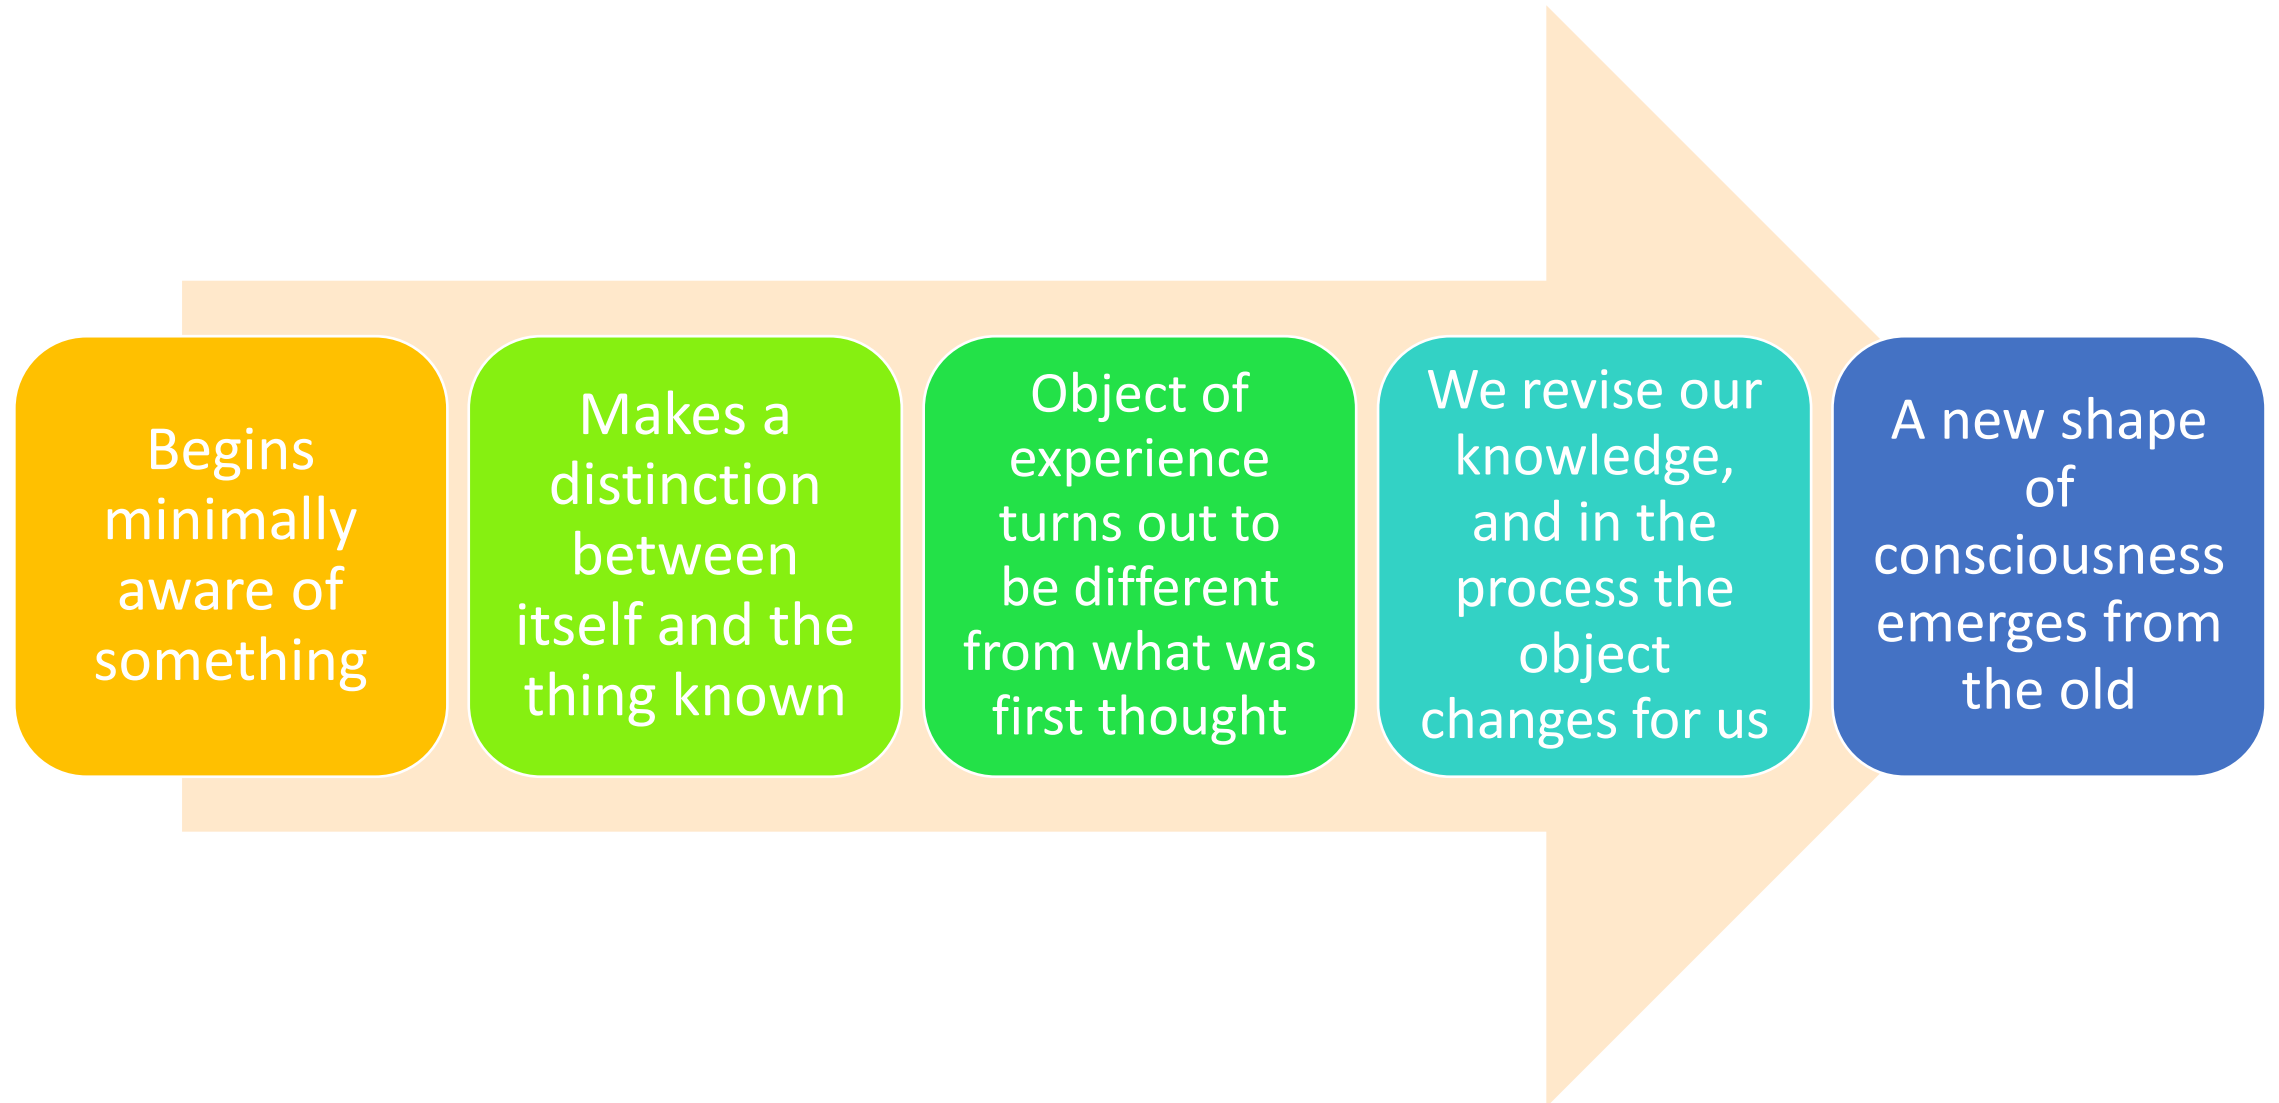 Begins
minimally
aware of
something
Makes a
distinction
between
itself and the
thing known
Object of
experience
turns out to
be different
from what was
first thought
We revise our
knowledge,
and in the
process the
object
changes for us
A new shape
of
consciousness
emerges from
the old